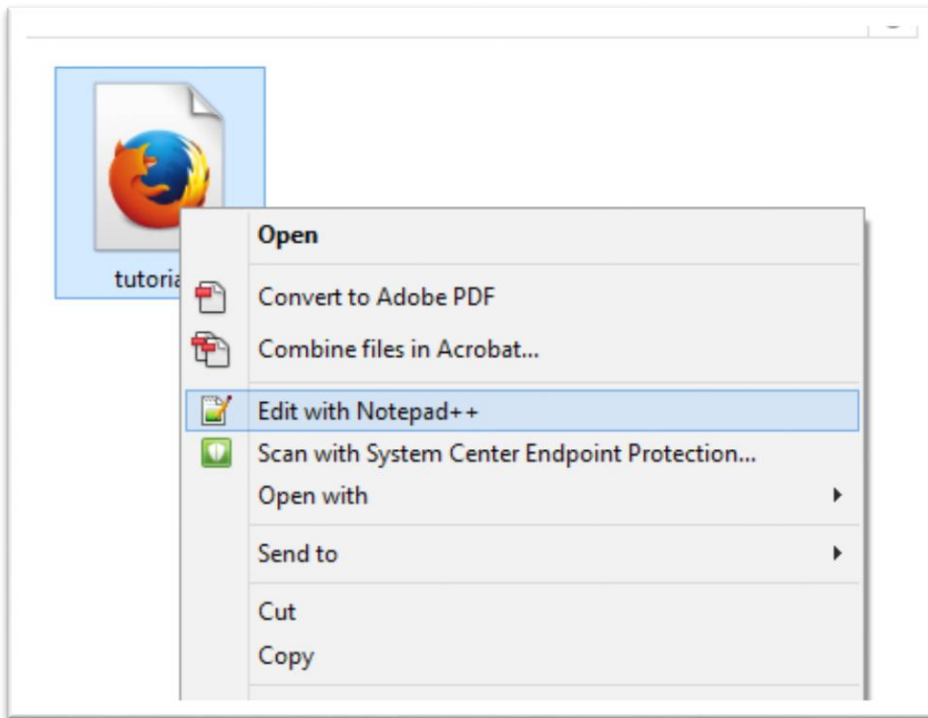 tutoria
Open
Convert to Adobe PDF
Combine files in Acrobat...
Edit with Notepad++
Scan with System Center Endpoint Protection...
Open with
Send to
Cut
Copy